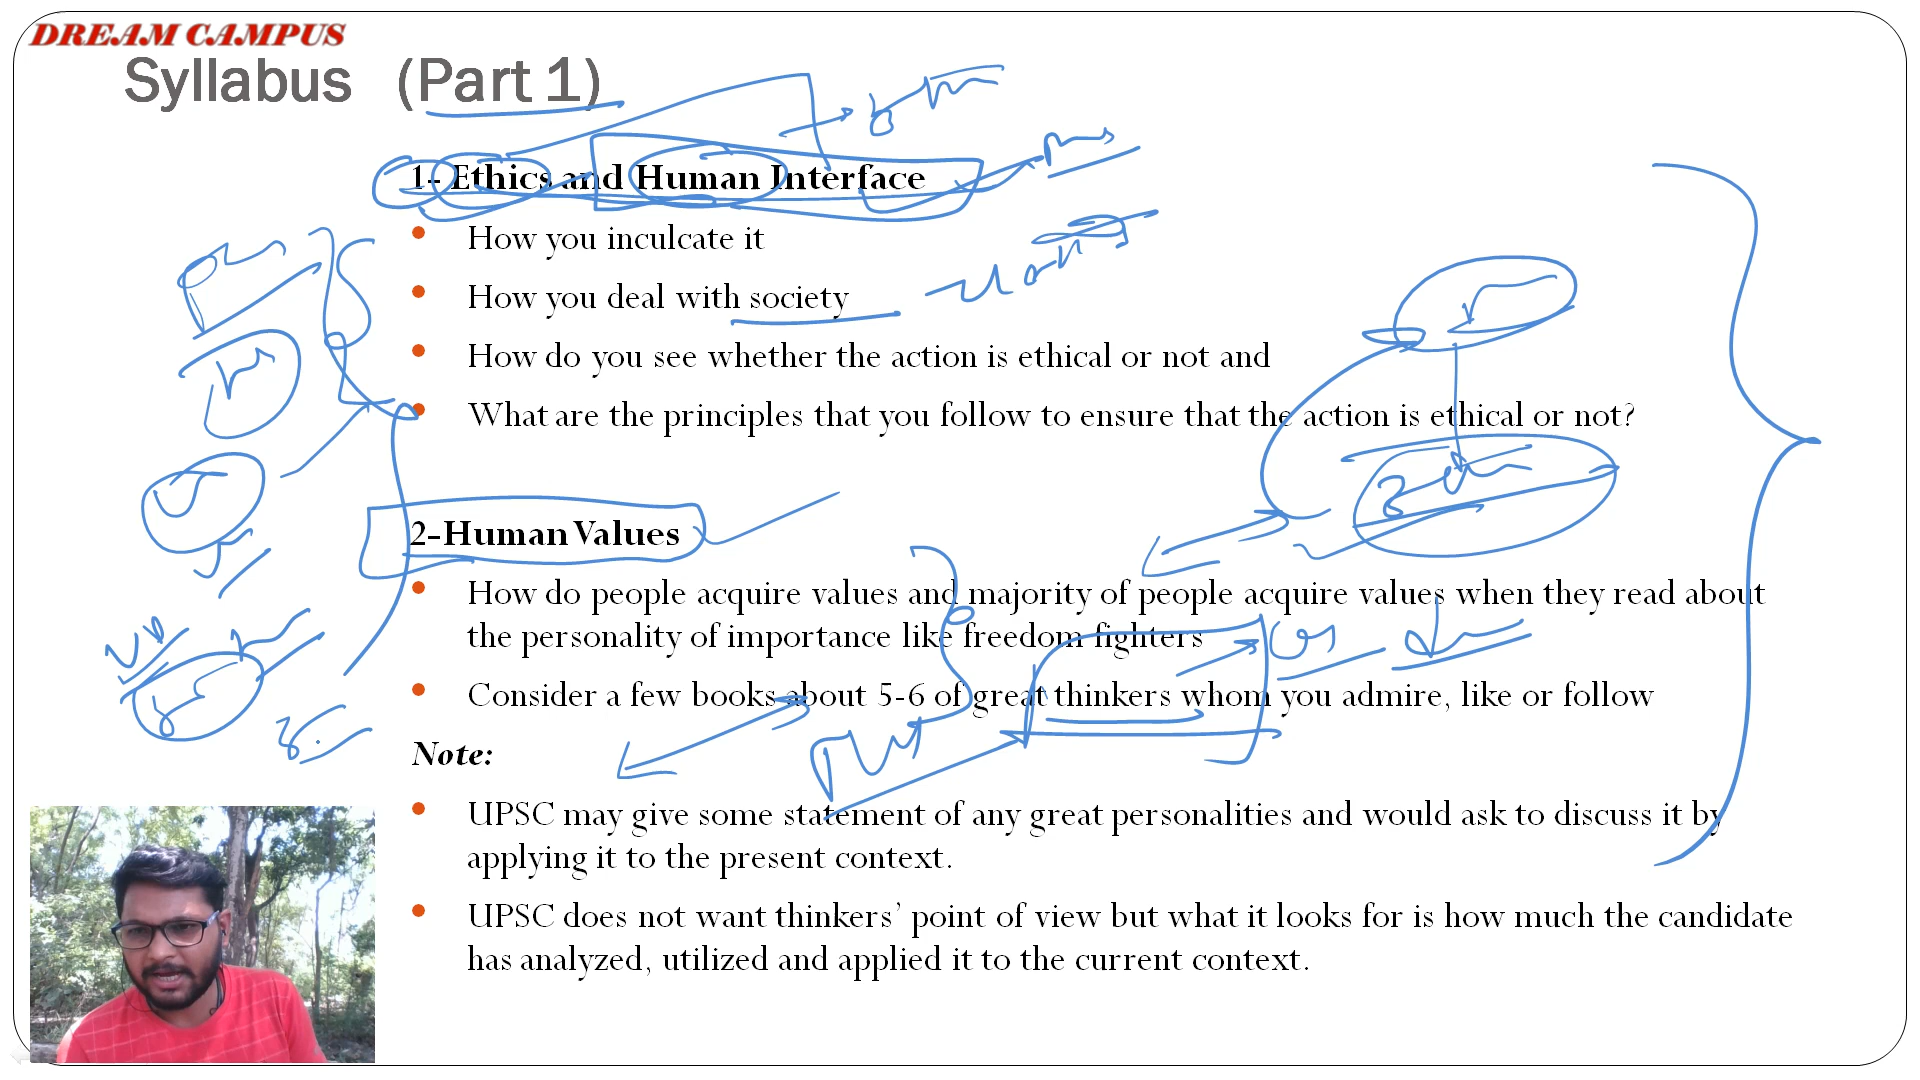 DREAM CAMPUS
Syllabus (Part 1)
1- Ethics and Human Interface
How you inculcate it
How you deal with society
How do you see whether the action is ethical or not and
What are the principles that you follow to ensure that the action is ethical or not?
2-Human Values
How do people acquire values and majority of people acquire values when they read about
the personality of importance like freedom fighters
Consider a few books about 5-6 of great thinkers whom you admire, like or follow
Note:
UPSC may give some statement of any great personalities and would ask to discuss it by
applying it to the present context.
UPSC does not want thinkers’ point of view but what it looks for is how much the candidate
has analyzed, utilized and applied it to the current context.